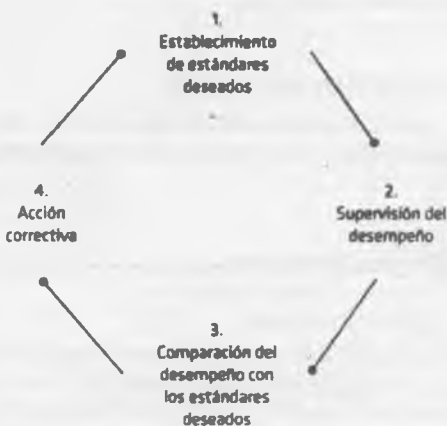 1.
Establecimiento
de estándares
deseados
2.
Supervisión del
desempeño
3.
Comparación del
desempeño con
los estándares
deseados
4.
Acción
correctiva